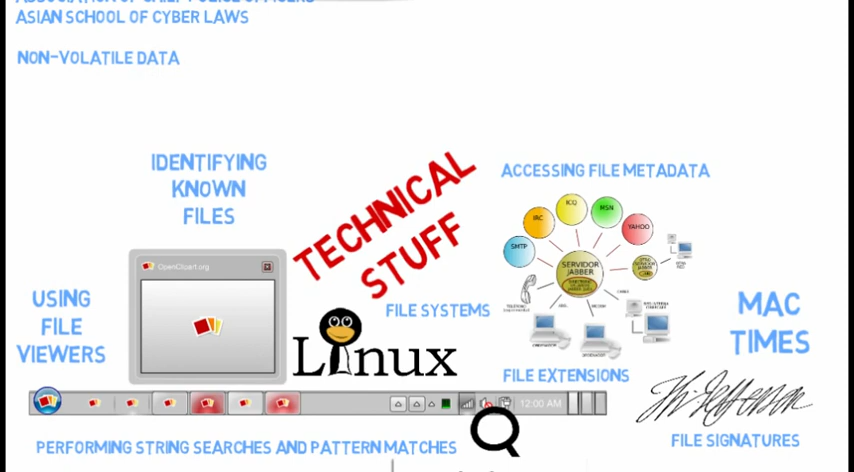 ASIAN SCHOOL OF CYBER LAWS
NON-VOLATILE DATA
IDENTIFYING
KNOWN
FILES
TECHNICAL
STUFF
ACCESSING FILE METADATA
IRC
ICQ
MSN
YAHOO
SMTP
SERVIDOR
JABBER
OpenClipart.org
USING
FILE
VIEWERS
FILE SYSTEMS
Linux
MAC
TIMES
FILE EXTENSIONS
12:00 AM
FILE SIGNATURES
PERFORMING STRING SEARCHES AND PATTERN MATCHES